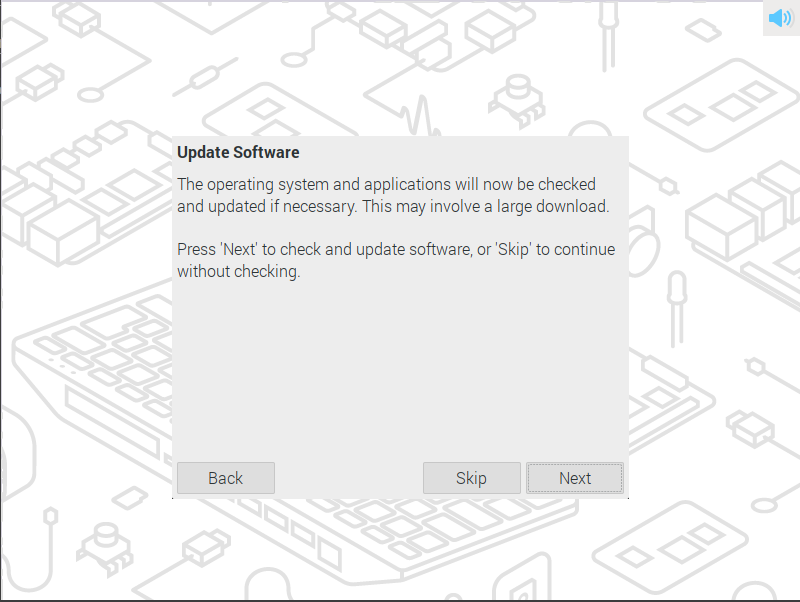 Update Software
The operating system and applications will now be checked
and updated if necessary. This may involve a large download.
Press 'Next' to check and update software, or 'Skip' to continue
without checking.
Back
Skip
Next